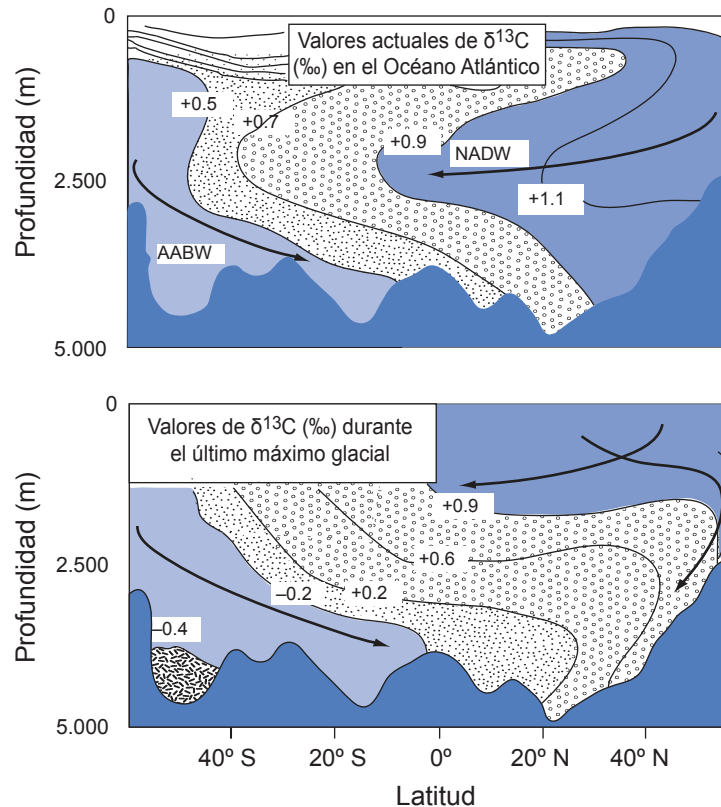 0
Valores actuales de δ¹³C
(‰) en el Océano Atlántico
+0.5
+0.7
+0.9
NADW
2.500
+1.1
AABW
5.000
Profundidad (m)
0
Valores de δ¹³C (‰) durante
el último máximo glacial
+0.9
+0.6
2.500
−0.2
+0.2
−0.4
5.000
Profundidad (m)
40º S
20º S
0º
20º N
40º N
Latitud